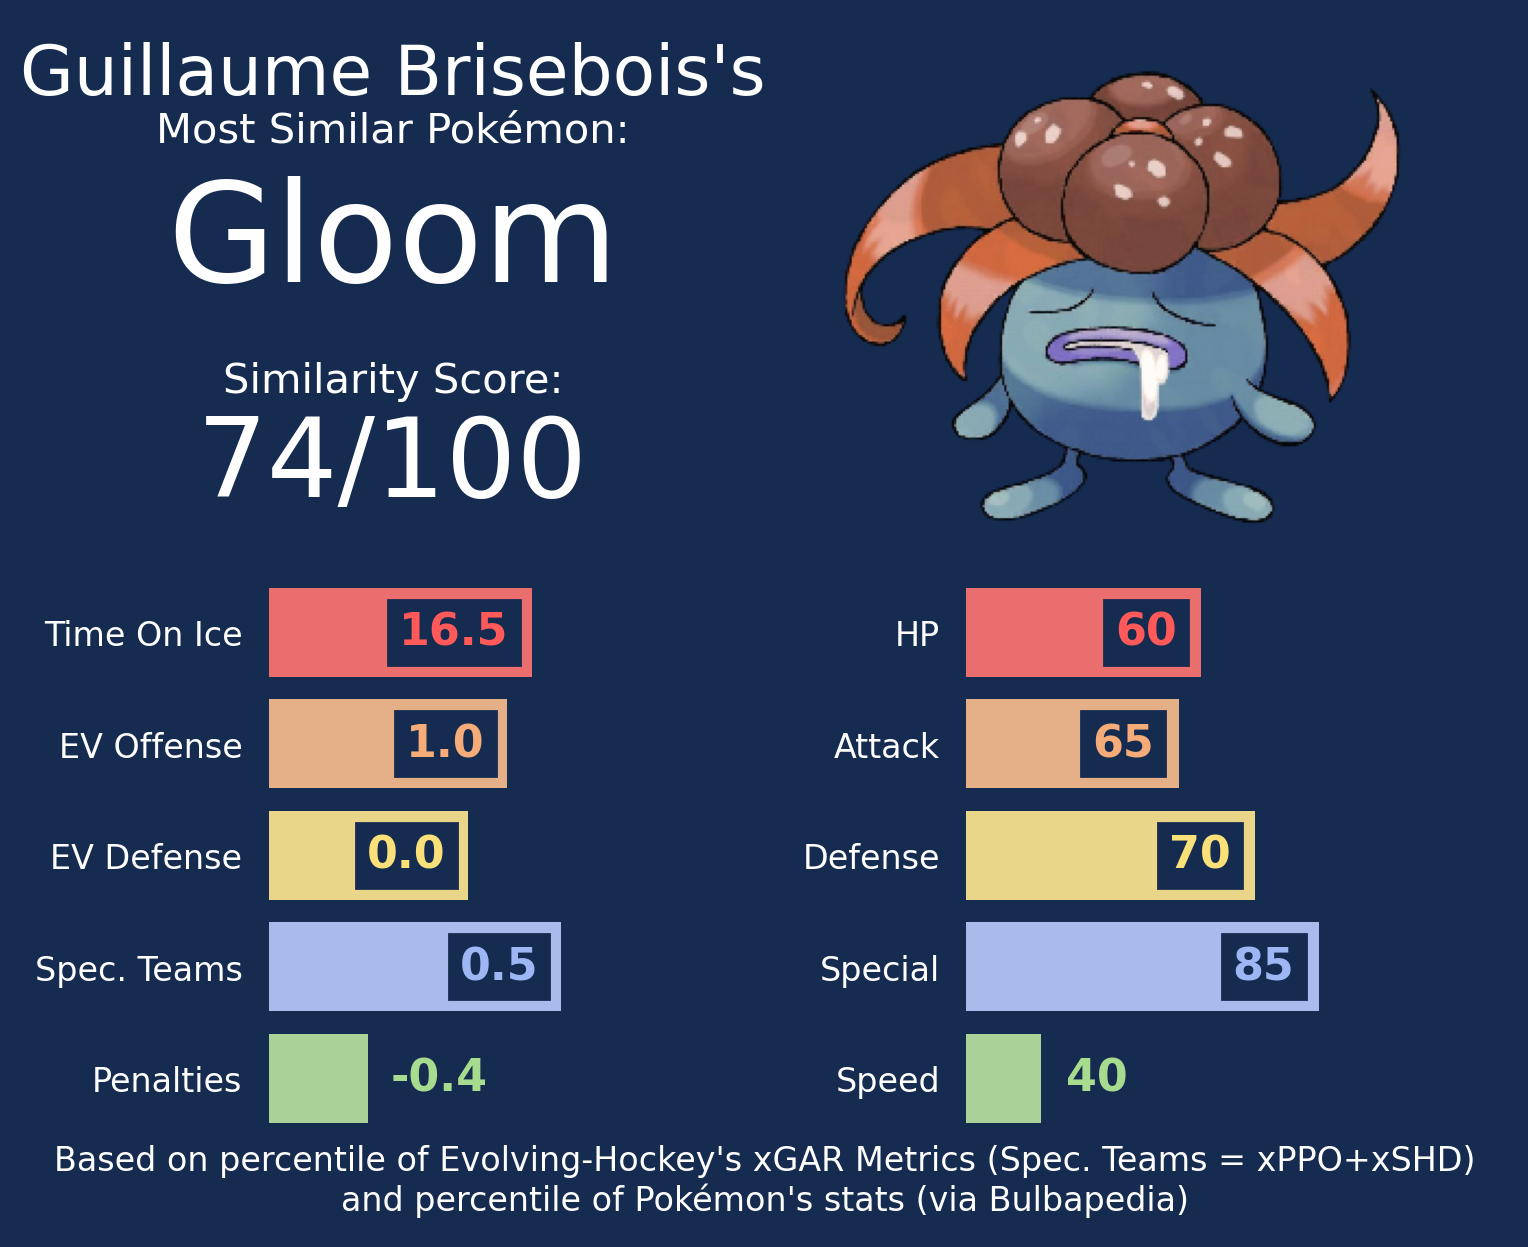 Guillaume Brisebois's
Most Similar Pokémon:
Gloom
Similarity Score:
74/100
Time On Ice 16.5
EV Offense 1.0
EV Defense 0.0
Spec. Teams 0.5
Penalties -0.4
HP 60
Attack 65
Defense 70
Special 85
Speed 40
Based on percentile of Evolving-Hockey's xGAR Metrics (Spec. Teams = xPPO+xSHD)
and percentile of Pokémon's stats (via Bulbapedia)